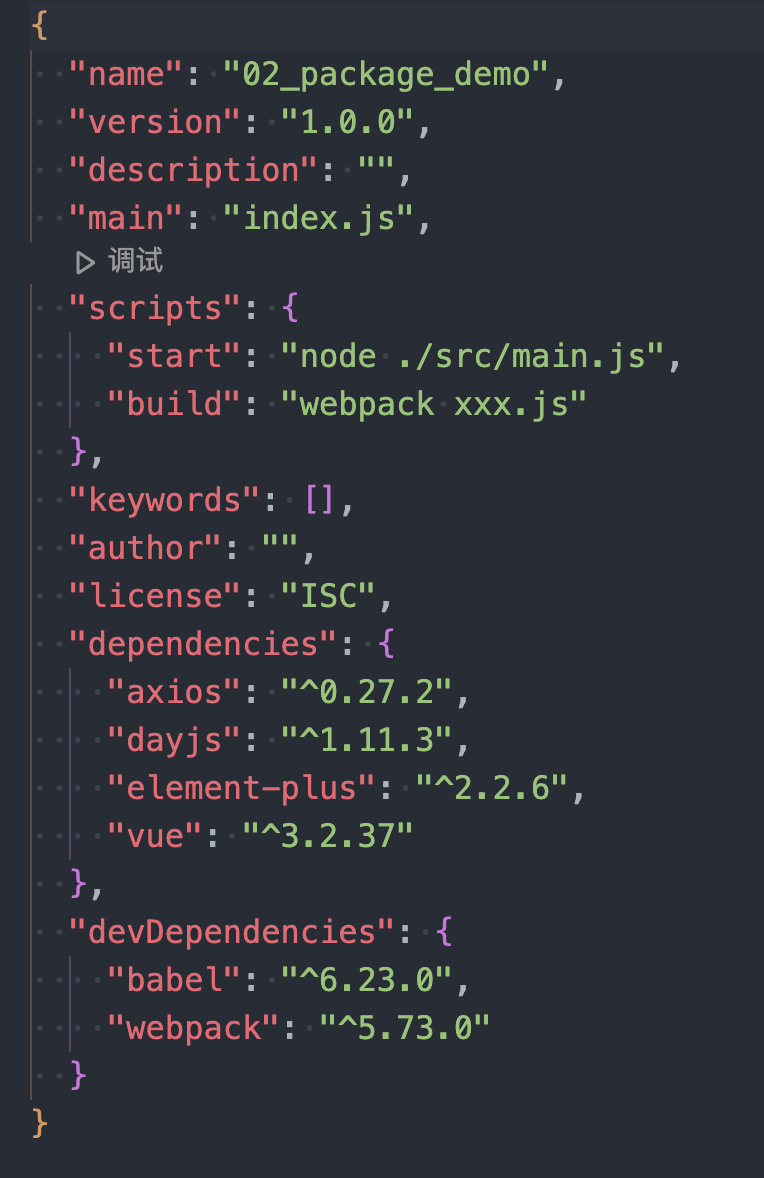 {
"name": "02_package_demo",
"version": "1.0.0",
"description": "",
"main": "index.js",
调试
"scripts": {
"start": "node ./src/main.js",
"build": "webpack xxx.js"
},
"keywords": [],
"author": "",
"license": "ISC",
"dependencies": {
"axios": "^0.27.2",
"dayjs": "^1.11.3",
"element-plus": "^2.2.6",
"vue": "^3.2.37"
},
"devDependencies": {
"babel": "^6.23.0",
"webpack": "^5.73.0"
}
}